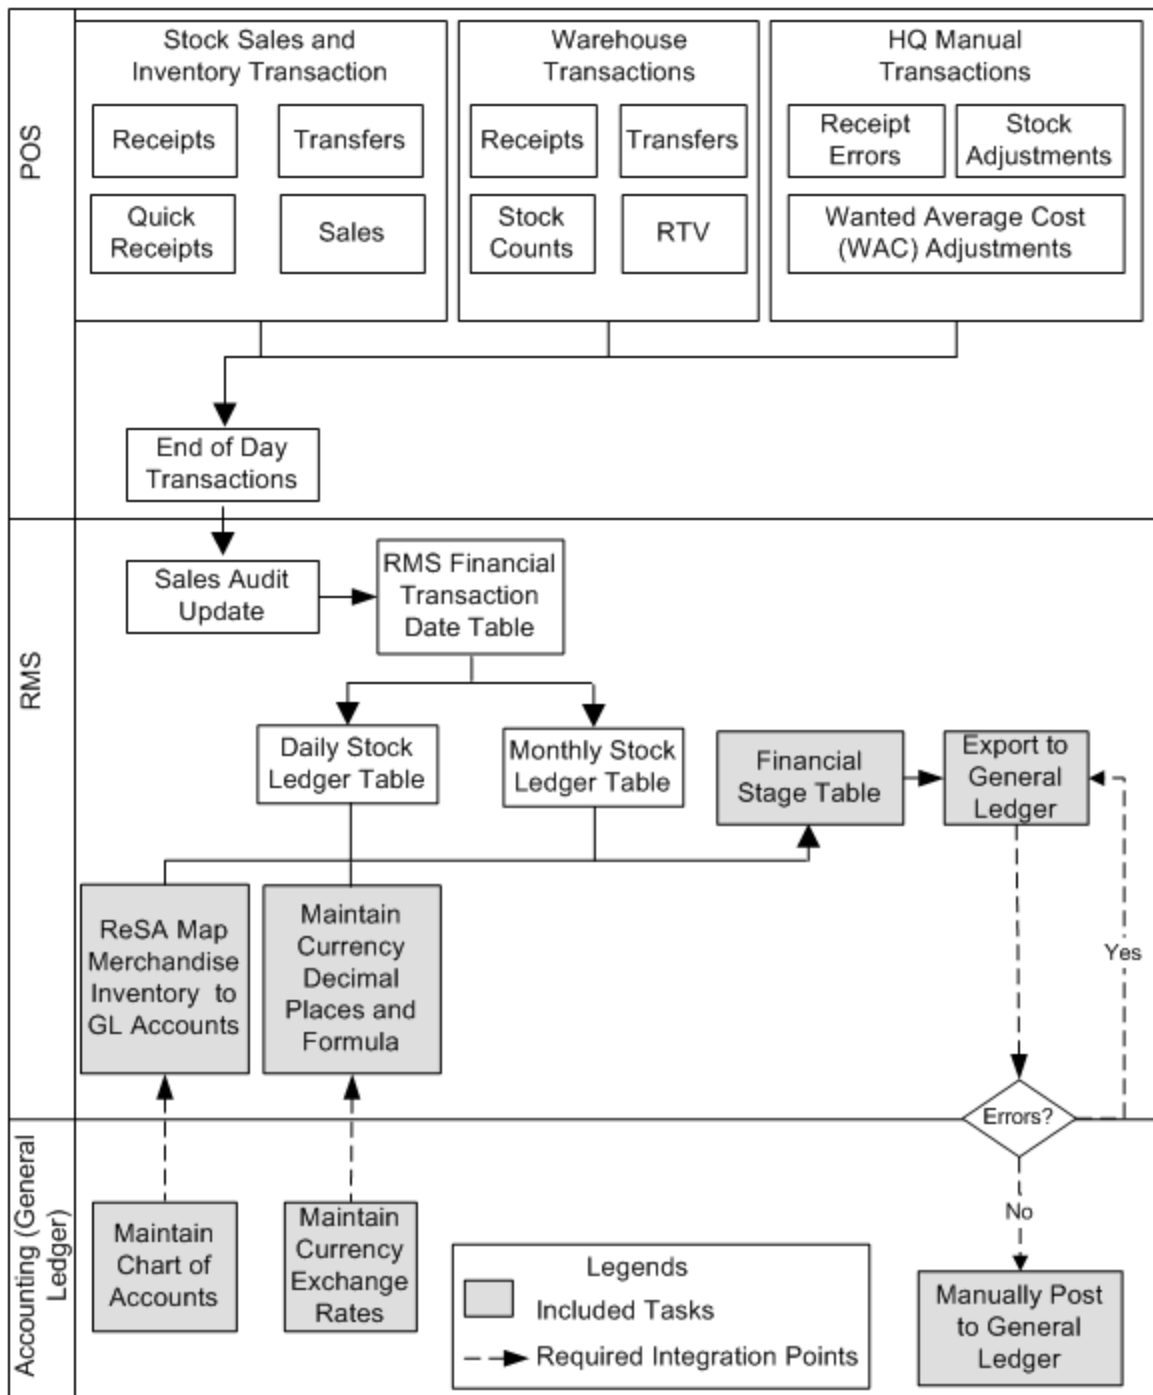 POS
Stock Sales and
Inventory Transaction
Receipts
Transfers
Quick
Receipts
Sales
Warehouse
Transactions
Receipts
Transfers
Stock
Counts
RTV
HQ Manual
Transactions
Receipt
Errors
Stock
Adjustments
Wanted Average Cost
(WAC) Adjustments
End of Day
Transactions
RMS
Sales Audit
Update
RMS Financial
Transaction
Date Table
Daily Stock
Ledger Table
Monthly Stock
Ledger Table
Financial
Stage Table
Export to
General
Ledger
ReSA Map
Merchandise
Inventory to
GL Accounts
Maintain
Currency
Decimal
Places and
Formula
Yes
Errors?
No
Accounting (General
Ledger)
Maintain
Chart of
Accounts
Maintain
Currency
Exchange
Rates
Legends
Included Tasks
Required Integration Points
Manually Post
to General
Ledger